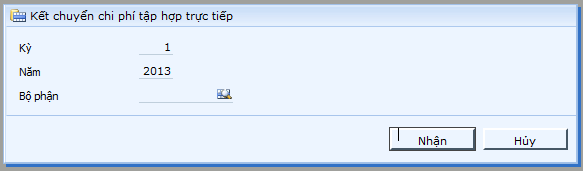 Kết chuyển chi phí tập hợp trực tiếp
Kỳ 1
Năm 2013
Bộ phận
Nhận Hủy